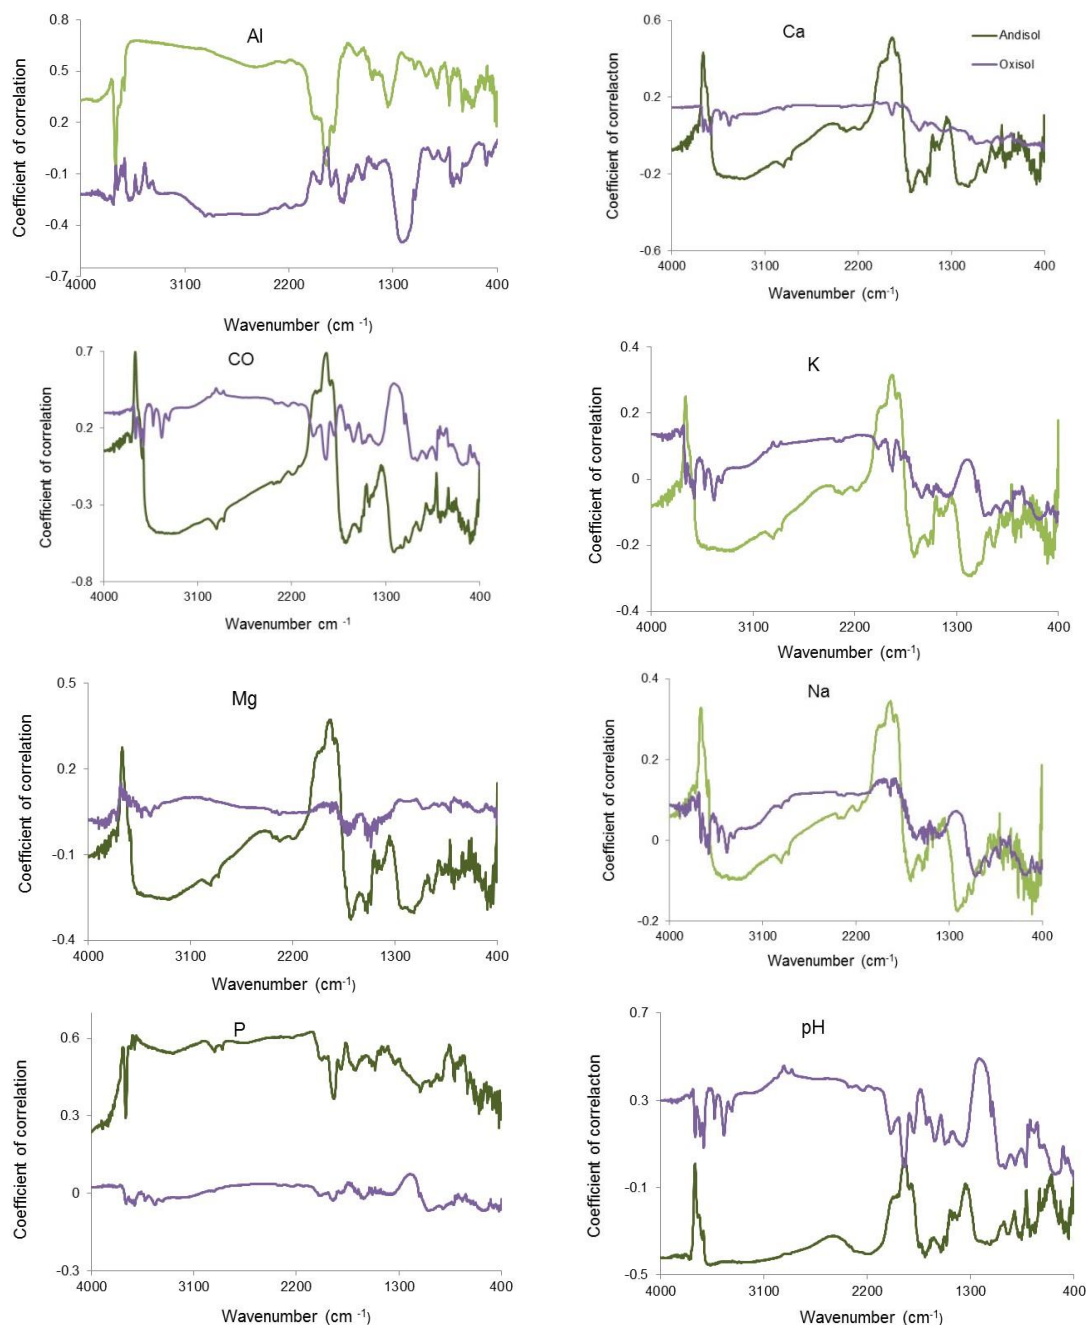 Al
0.8
0.5
0.2
-0.1
-0.4
-0.7
4000 3100 2200 1300 400
Coefficient of correlation
Wavenumber (cm -1)
Ca
Andisol
Oxisol
0.6
0.2
-0.2
-0.6
4000 3100 2200 1300 400
Coefficient of correlacton
Wavenumber (cm-1)
CO
0.7
0.2
-0.3
-0.8
4000 3100 2200 1300 400
Coefficient of correlation
Wavenumber cm -1
K
0.4
0.2
0
-0.2
-0.4
4000 3100 2200 1300 400
Coefficient of correlation
Wavenumber (cm-1)
Mg
0.5
0.2
-0.1
-0.4
4000 3100 2200 1300 400
Coefficient of correlation
Wavenumber (cm-1)
Na
0.4
0.2
0
-0.2
4000 3100 2200 1300 400
Coefficient of correlation
Wavenumber (cm-1)
P
0.6
0.3
0
-0.3
4000 3100 2200 1300 400
Coefficient of correlation
Wavenumber (cm -1)
pH
0.7
0.3
-0.1
-0.5
4000 3100 2200 1300 400
Coefficient of correlacton
Wavenumber (cm-1)